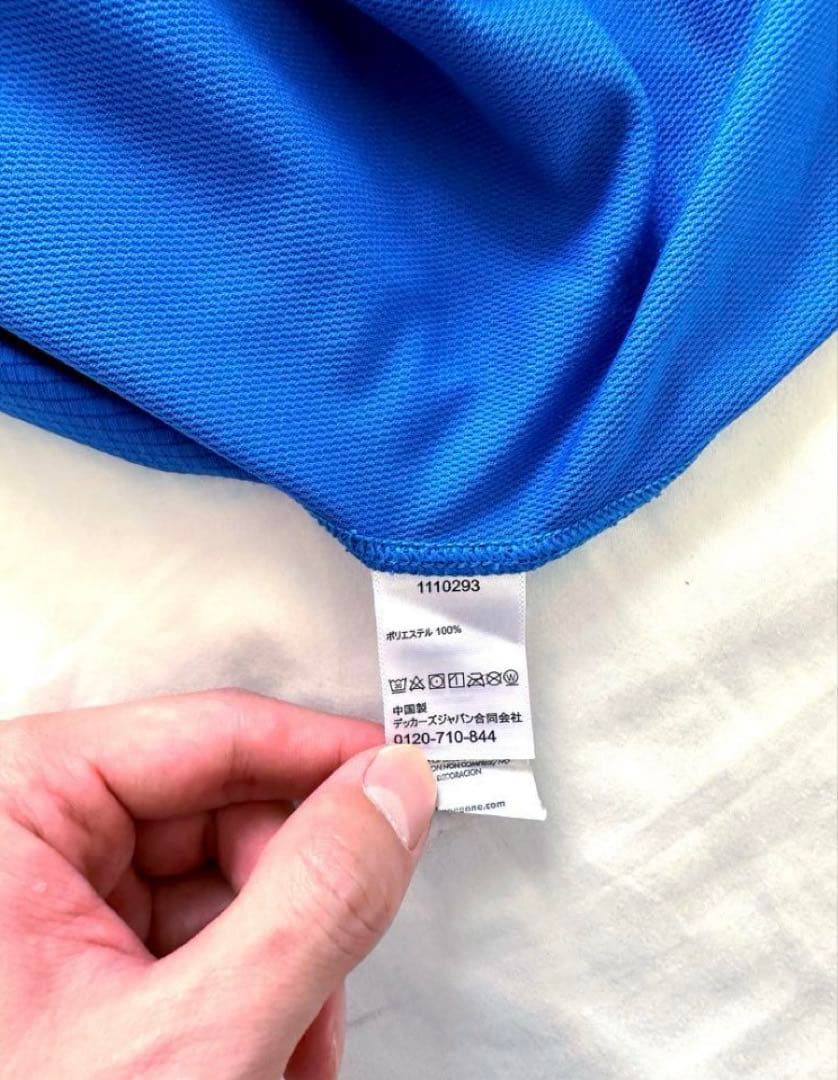 1110293
ポリエステル 100%
中国製
デッカーズジャパン合同会社
0120-710-844